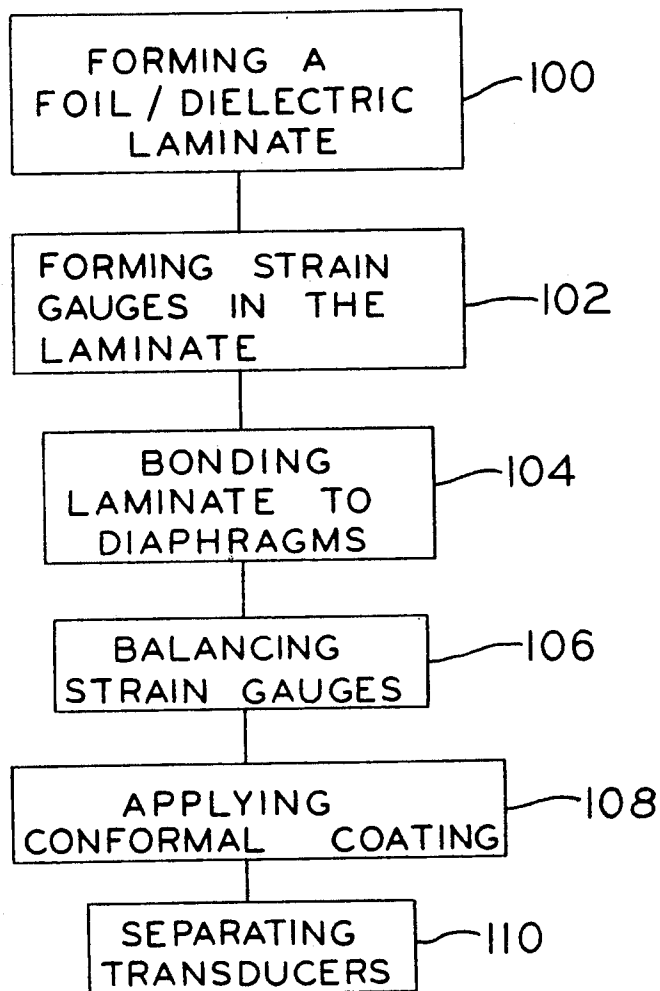 FORMING A
FOIL / DIELECTRIC
LAMINATE
100
FORMING STRAIN
GAUGES IN THE
LAMINATE
102
BONDING
LAMINATE TO
DIAPHRAGMS
104
BALANCING
STRAIN GAUGES
106
APPLYING
CONFORMAL COATING
108
SEPARATING
TRANSDUCERS
110